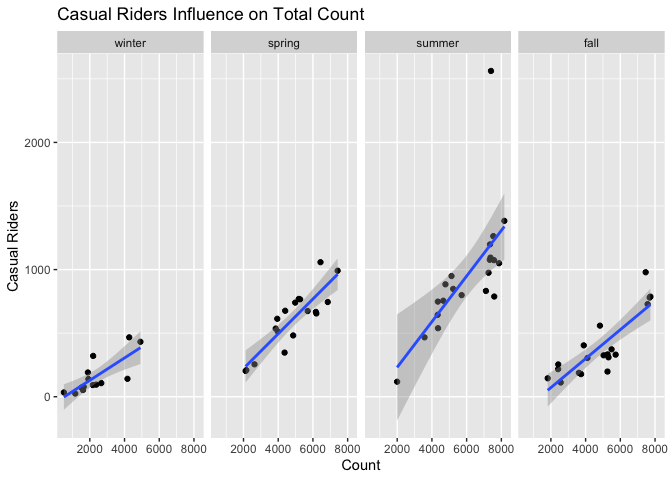 Casual Riders Influence on Total Count
winter spring summer fall
2000
1000
0
Casual Riders
2000 4000 6000 8000 2000 4000 6000 8000 2000 4000 6000 8000 2000 4000 6000 8000
Count